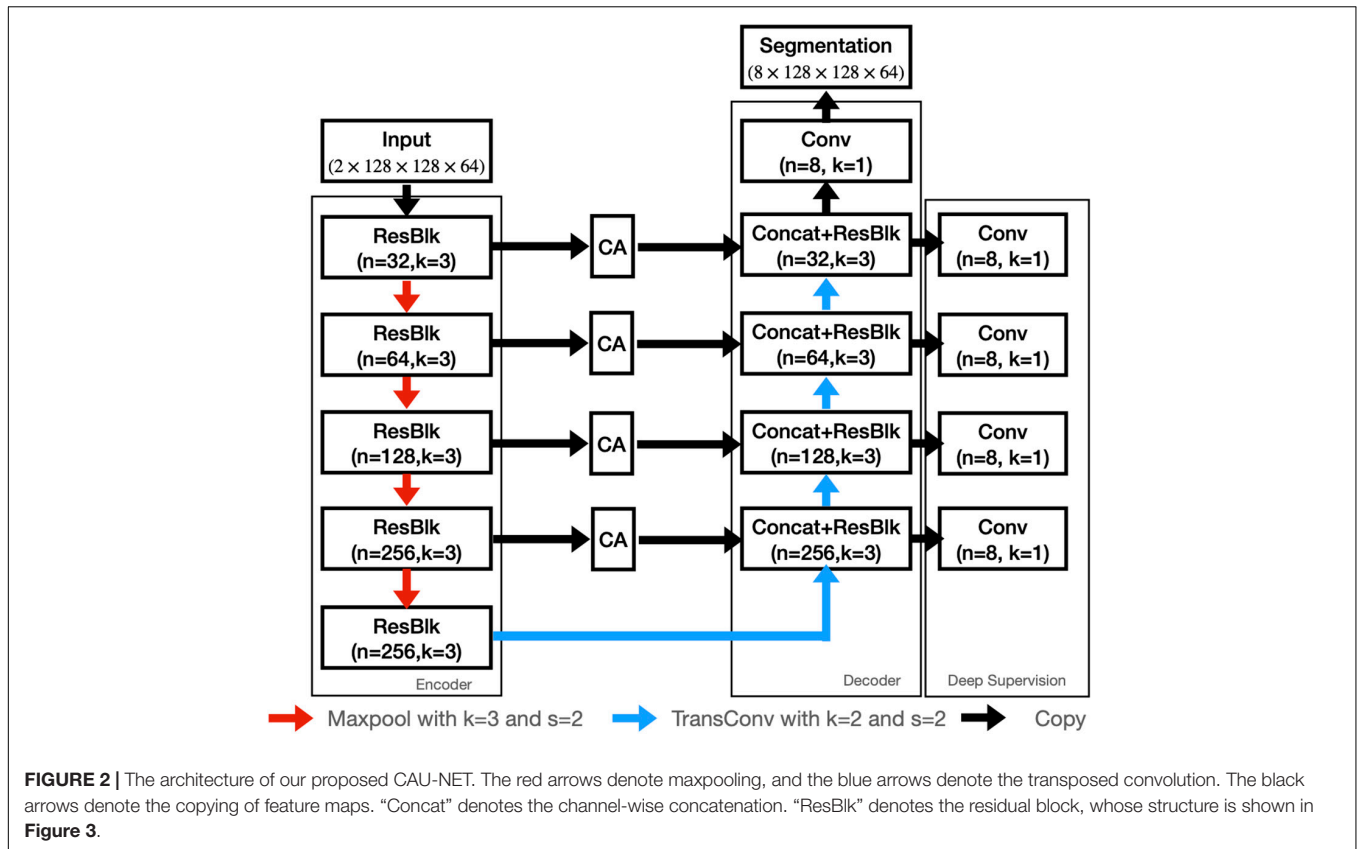 Segmentation
(8 × 128 × 128 × 64)
Input
(2 × 128 × 128 × 64)
Conv
(n=8, k=1)
ResBlk
(n=32,k=3)
CA
Concat+ResBlk
(n=32,k=3)
Conv
(n=8, k=1)
ResBlk
(n=64,k=3)
CA
Concat+ResBlk
(n=64,k=3)
Conv
(n=8, k=1)
ResBlk
(n=128,k=3)
CA
Concat+ResBlk
(n=128,k=3)
Conv
(n=8, k=1)
ResBlk
(n=256,k=3)
CA
Concat+ResBlk
(n=256,k=3)
Conv
(n=8, k=1)
ResBlk
(n=256,k=3)
Encoder
Decoder
Deep Supervision
Maxpool with k=3 and s=2
TransConv with k=2 and s=2
Copy
FIGURE 2 | The architecture of our proposed CAU-NET. The red arrows denote maxpooling, and the blue arrows denote the transposed convolution. The black
arrows denote the copying of feature maps. “Concat” denotes the channel-wise concatenation. “ResBlk” denotes the residual block, whose structure is shown in
Figure 3.